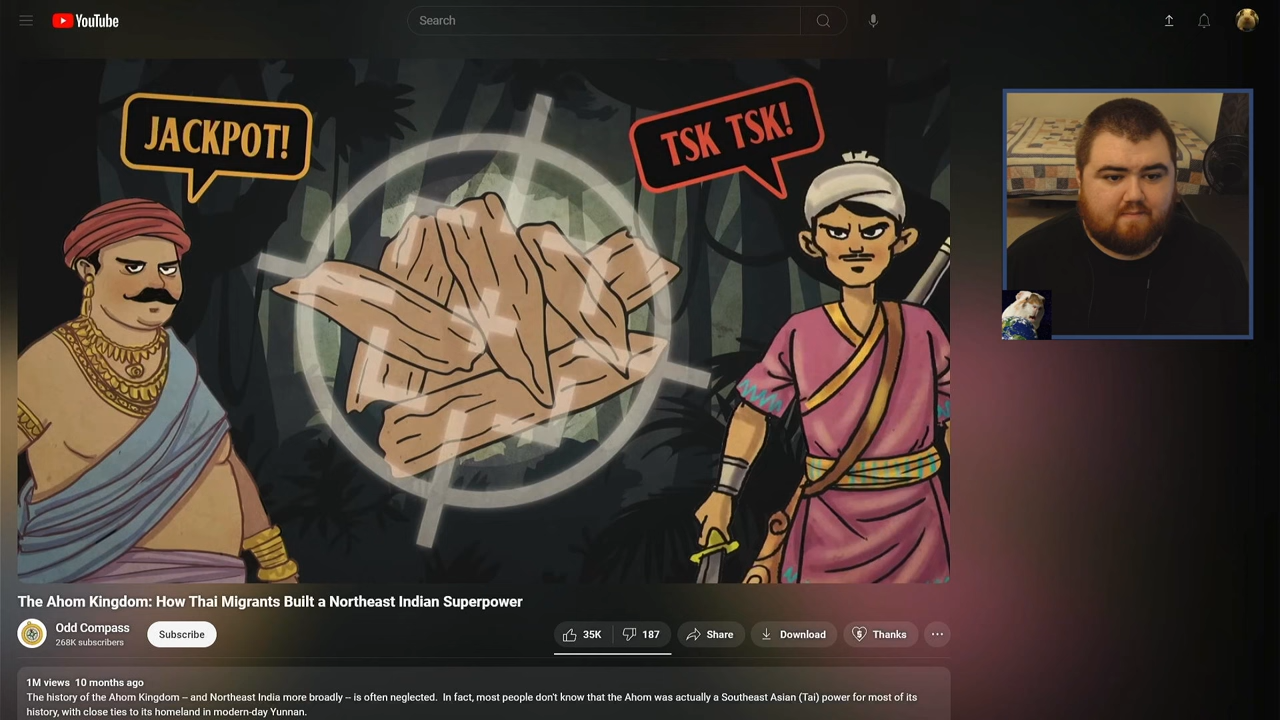 YouTube
Search
JACKPOT!
TSK TSK!
The Ahom Kingdom: How Thai Migrants Built a Northeast Indian Superpower
Odd Compass
268K subscribers
Subscribe
35K
187
Share
Download
Thanks
1M views 10 months ago
The history of the Ahom Kingdom – and Northeast India more broadly – is often neglected. In fact, most people don't know that the Ahom was actually a Southeast Asian (Tai) power for most of its
history, with close ties to its homeland in modern-day Yunnan.